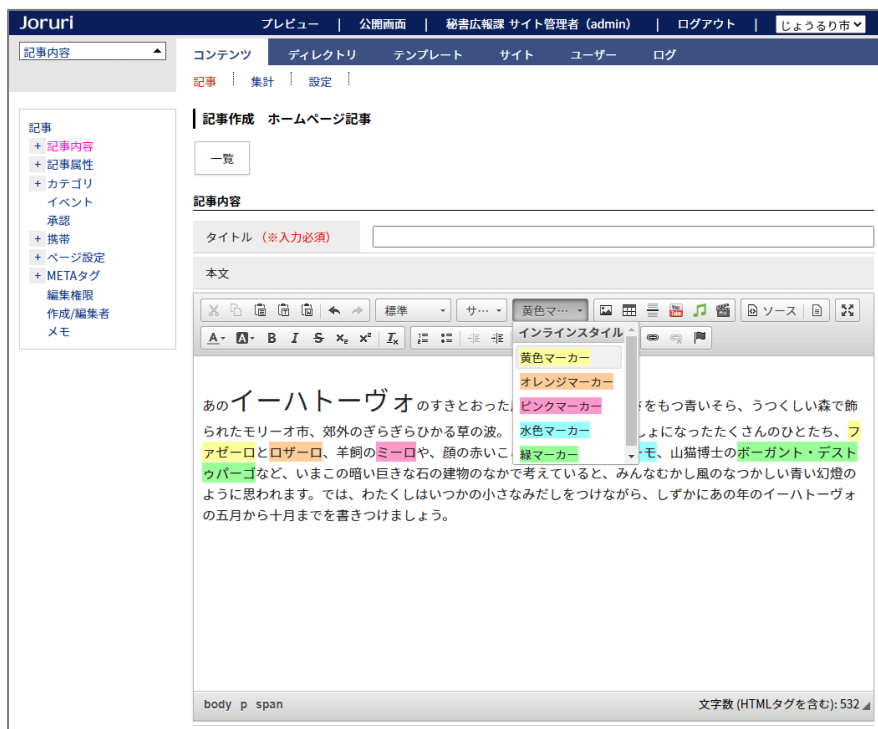 Joruri プレビュー | 公開画面 | 秘書広報課 サイト管理者（admin） | ログアウト | じょうるり市
記事内容
コンテンツ ディレクトリ テンプレート サイト ユーザー ログ
記事 集計 設定
記事
+ 記事内容
+ 記事属性
+ カテゴリ
イベント
承認
+ 携帯
+ ページ設定
+ METAタグ
編集権限
作成/編集者
メモ
記事作成 ホームページ記事
一覧
記事内容
タイトル （※入力必須）
本文
標準 サ… 黄色マ… ソース
インラインスタイル
黄色マーカー
オレンジマーカー
ピンクマーカー
水色マーカー
緑マーカー
あのイーハトーヴォのすきとおった をもつ青いそら、うつくしい森で飾
られたモリーオ市、郊外のぎらぎらひかる草の波。 しょになったたくさんのひとたち、フ
ァゼーロとロザーロ、羊飼のミーロや、顔の赤いこ ーモ、山猫博士のボーガント・デスト
ゥパーゴなど、いまこの暗い巨きな石の建物のなかで考えていると、みんなむかし風のなつかしい青い幻燈の
ように思われます。では、わたくしはいつかの小さなみだしをつけながら、しずかにあの年のイーハトーヴォ
の五月から十月までを書きつけましょう。
body p span 文字数 (HTMLタグを含む): 532